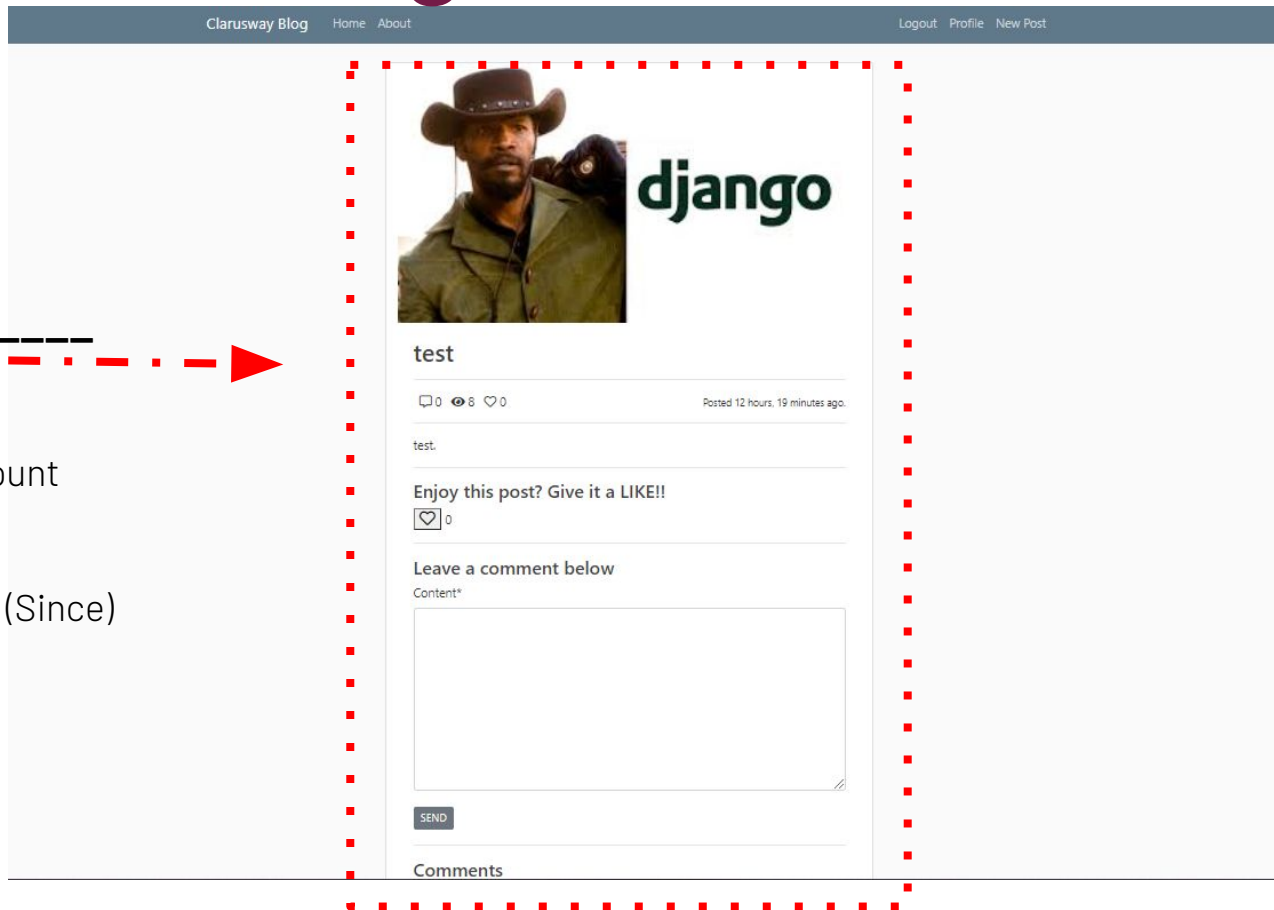 Clarusway Blog Home About Logout Profile New Post
django
test
0 8 0 Posted 12 hours, 19 minutes ago.
test.
Enjoy this post? Give it a LIKE!!
0
Leave a comment below
Content*
(Since)
SEND
Comments